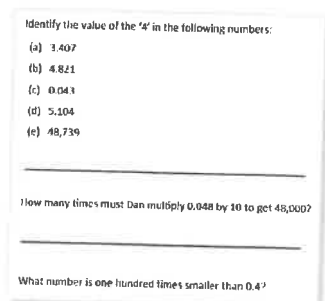 Identify the value of the '4' in the following numbers:
(a) 3.407
(b) 4.821
(c) 0.043
(d) 5.104
(e) 48,739
How many times must Dan multiply 0.048 by 10 to get 48,000?
What number is one hundred times smaller than 0.4?